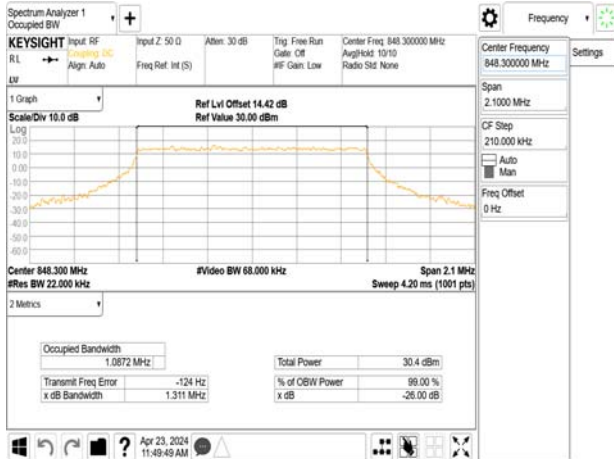 Spectrum Analyzer 1
Occupied BW
+
Frequency
Settings
KEYSIGHT Input: RF
RL
Coupling: DC
Align: Auto
LXI
Input Z: 50 Ω
Freq Ref: Int (S)
Atten: 30 dB
Trig: Free Run
Gate: Off
#IF Gain: Low
Center Freq: 848.300000 MHz
Avg|Hold: 10/10
Radio Std: None
Center Frequency
848.300000 MHz
Span
2.1000 MHz
CF Step
210.000 kHz
Auto
Man
Freq Offset
0 Hz
1 Graph
Scale/Div 10.0 dB
Ref Lvl Offset 14.42 dB
Ref Value 30.00 dBm
Log
20.0
10.0
0.00
-10.0
-20.0
-30.0
-40.0
-50.0
-60.0
Center 848.300 MHz
#Res BW 22.000 kHz
#Video BW 68.000 kHz
Span 2.1 MHz
Sweep 4.20 ms (1001 pts)
2 Metrics
Occupied Bandwidth
1.0872 MHz
Total Power 30.4 dBm
Transmit Freq Error -124 Hz
% of OBW Power 99.00 %
x dB Bandwidth 1.311 MHz
x dB -26.00 dB
?
Apr 23, 2024
11:49:49 AM